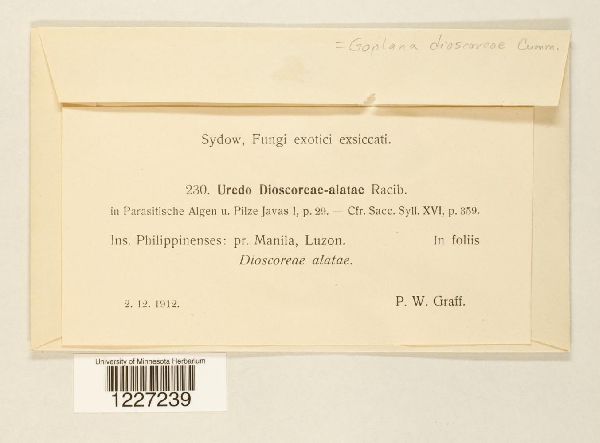 = Goplana dioscoreae Cumm.
Sydow, Fungi exotici exsiccati.
230. Uredo Dioscoreae-alatae Racib.
in Parasitische Algen u. Pilze Javas I, p. 29. — Cfr. Sacc. Syll. XVI, p. 359.
Ins. Philippinenses: pr. Manila, Luzon. In foliis
Dioscoreae alatae.
2. 12. 1912. P. W. Graff.
University of Minnesota Herbarium
1227239